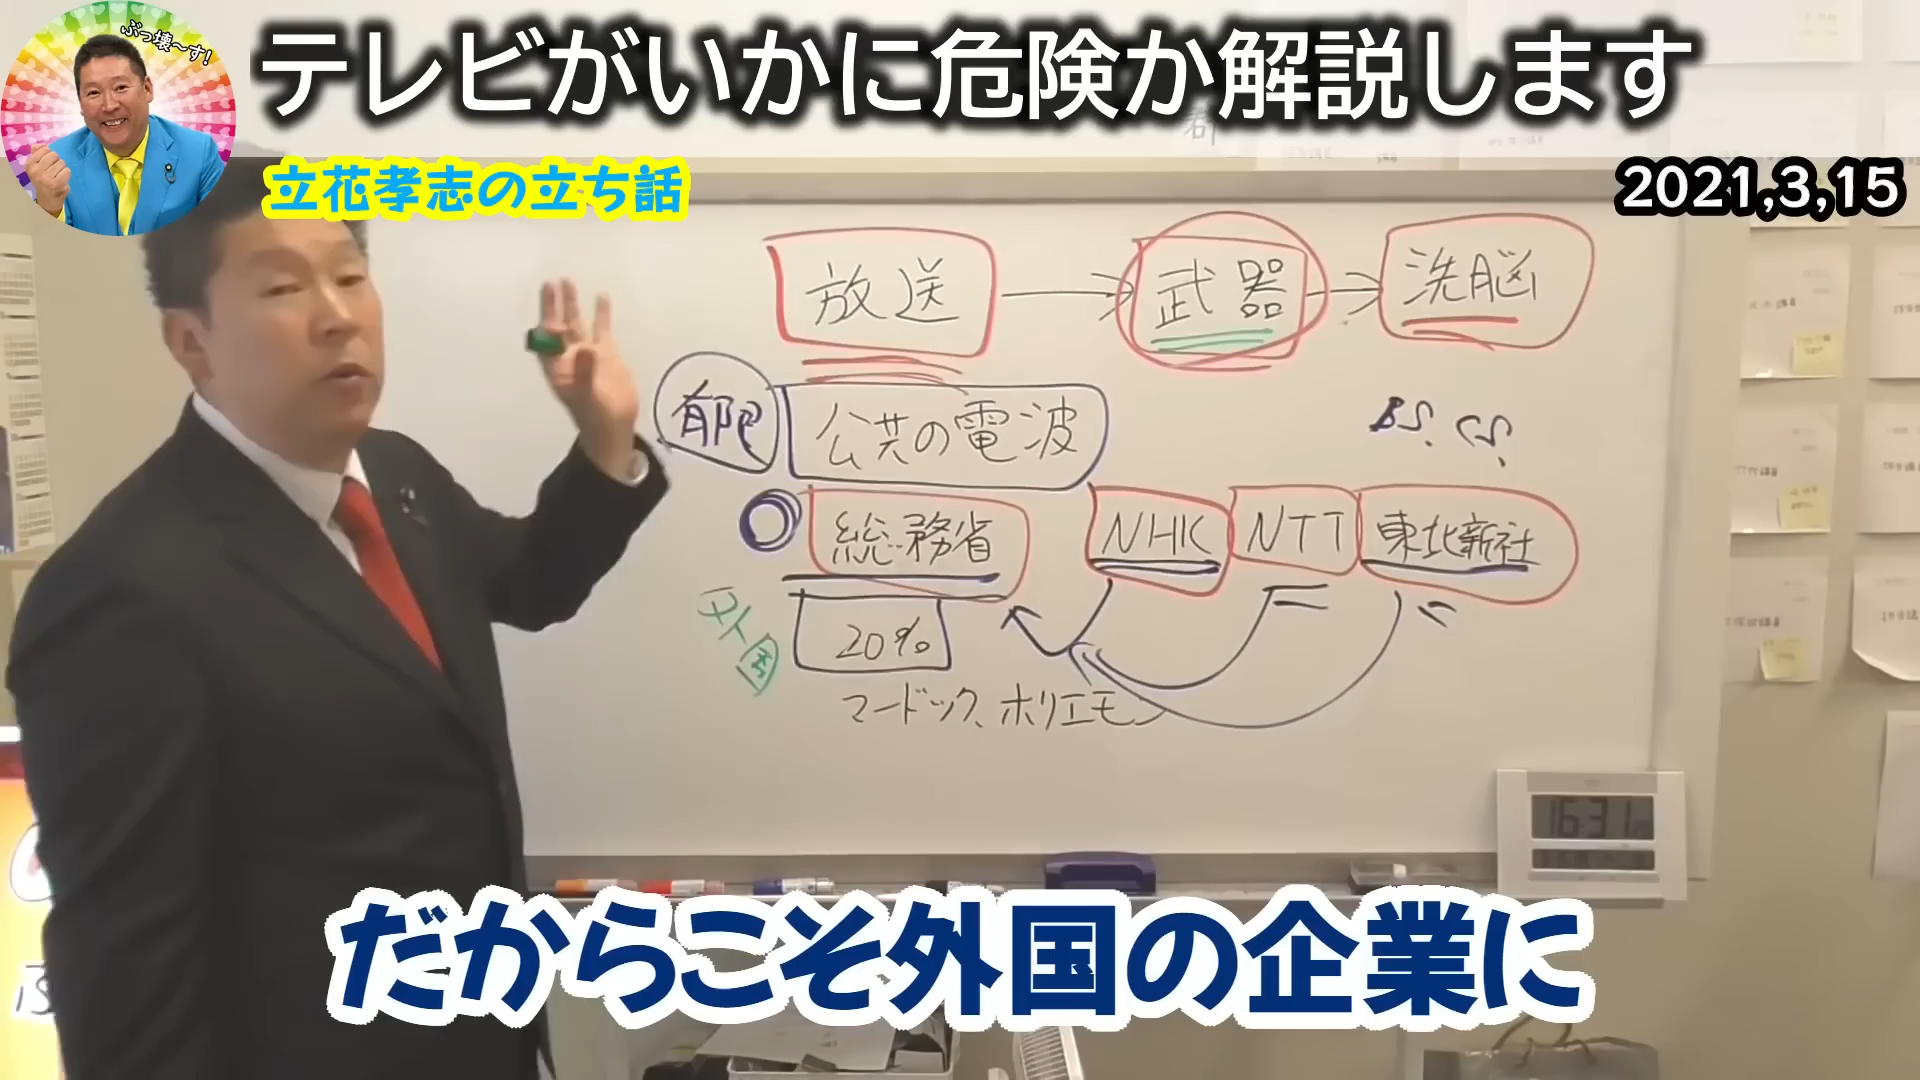 ぶっ壊~す!
テレビがいかに危険か解説します
立花孝志の立ち話
2021,3,15
放送 武器 洗脳
有限 公共の電波
BS. CS.
総務省 NHK NTT 東北新社
外国 20%
マードック、ホリエモン
16:31
だからこそ外国の企業に